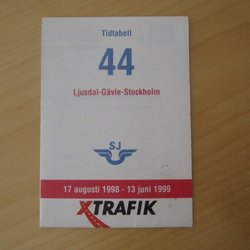 Tidtabell
44
Ljusdal-Gävle-Stockholm
SJ
17 augusti 1998 - 13 juni 1999
XTRAFIK